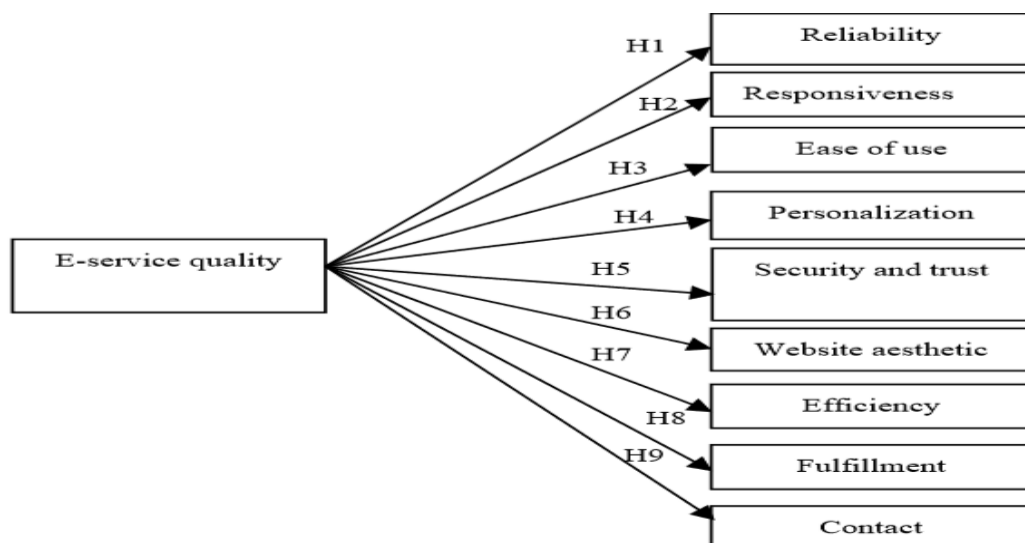 H1
Reliability
H2
Responsiveness
H3
Ease of use
H4
Personalization
E-service quality
H5
Security and trust
H6
Website aesthetic
H7
Efficiency
H8
Fulfillment
H9
Contact